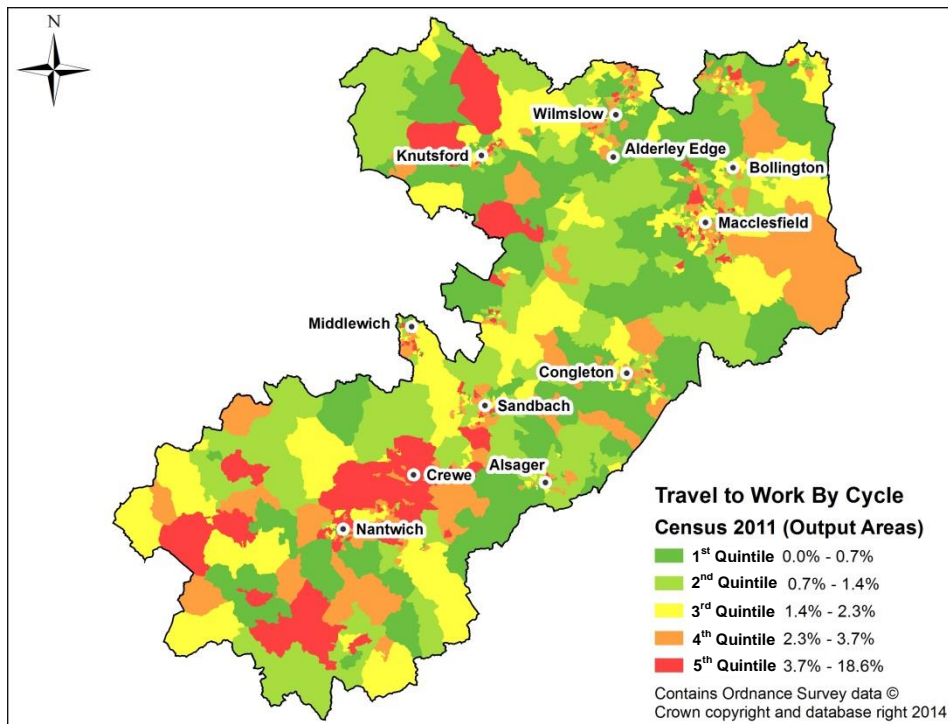 N
Wilmslow
Alderley Edge
Knutsford
Bollington
Macclesfield
Middlewich
Congleton
Sandbach
Alsager
Crewe
Nantwich
Travel to Work By Cycle
Census 2011 (Output Areas)
1st Quintile 0.0% - 0.7%
2nd Quintile 0.7% - 1.4%
3rd Quintile 1.4% - 2.3%
4th Quintile 2.3% - 3.7%
5th Quintile 3.7% - 18.6%
Contains Ordnance Survey data ©
Crown copyright and database right 2014